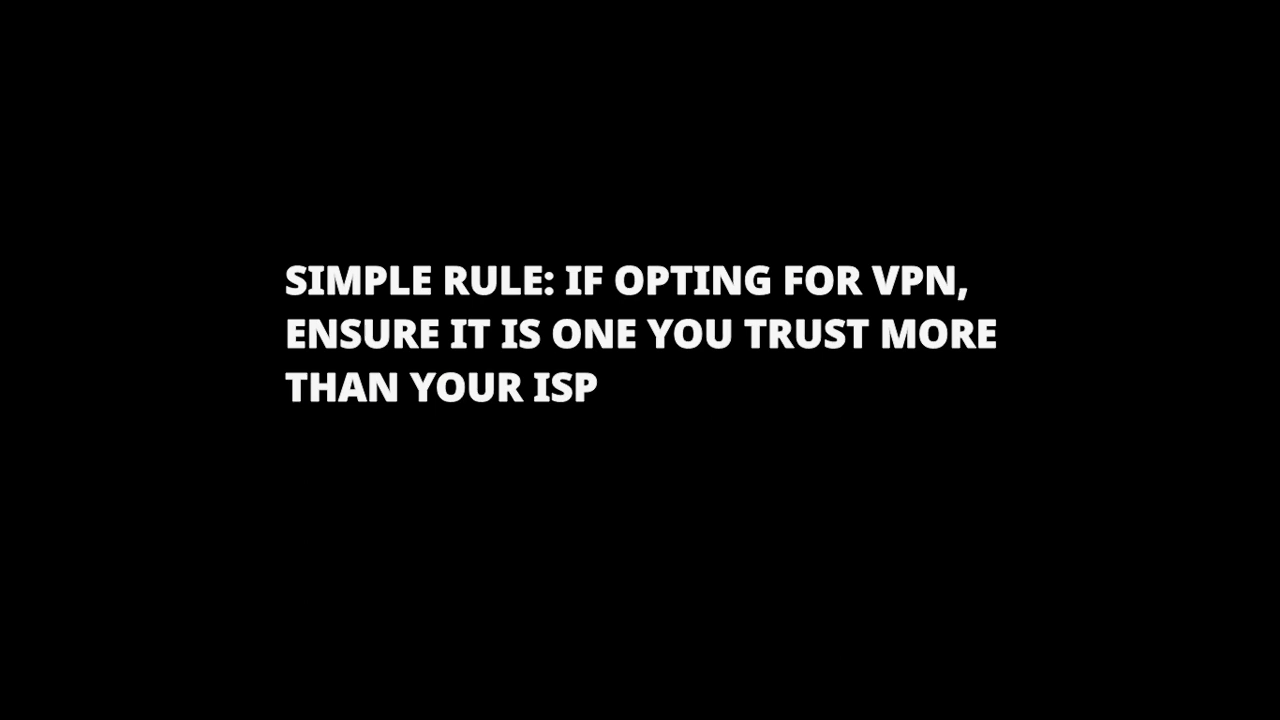 SIMPLE RULE: IF OPTING FOR VPN,
ENSURE IT IS ONE YOU TRUST MORE
THAN YOUR ISP